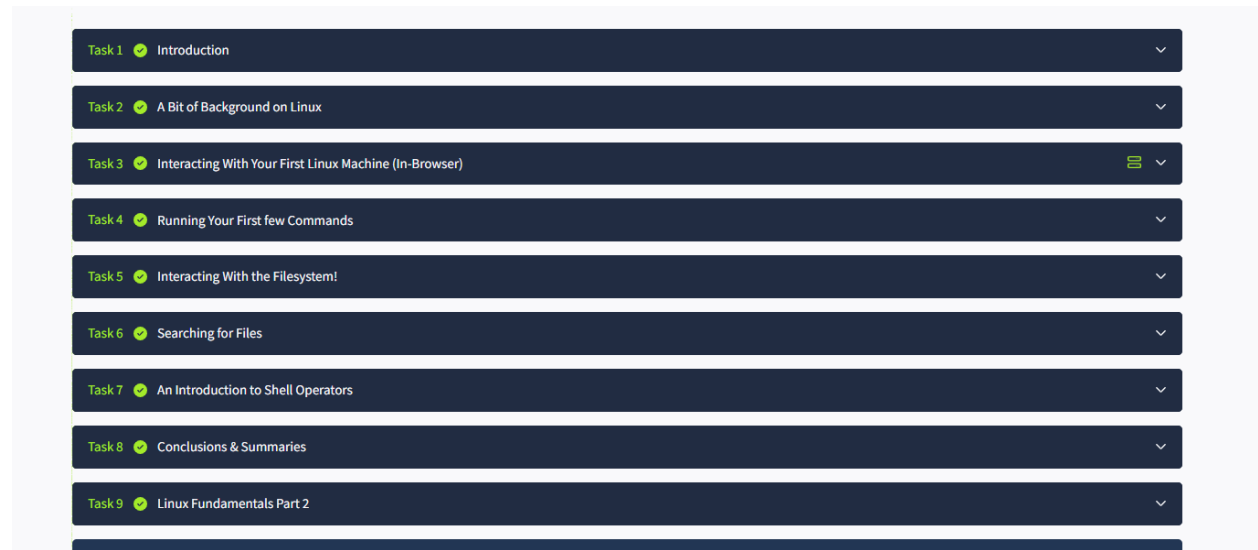 Task 1 Introduction
Task 2 A Bit of Background on Linux
Task 3 Interacting With Your First Linux Machine (In-Browser)
Task 4 Running Your First few Commands
Task 5 Interacting With the Filesystem!
Task 6 Searching for Files
Task 7 An Introduction to Shell Operators
Task 8 Conclusions & Summaries
Task 9 Linux Fundamentals Part 2